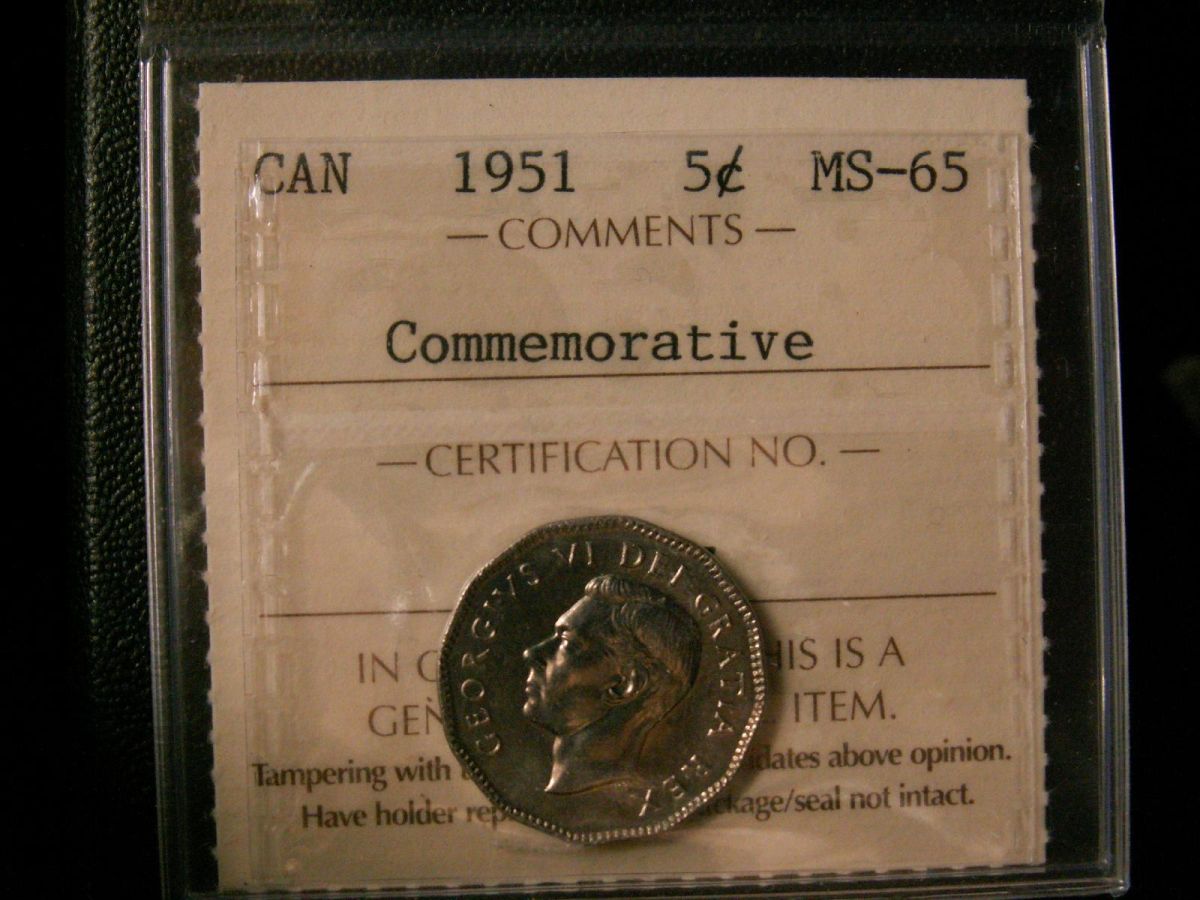 CAN 1951 5¢ MS-65
— COMMENTS —
Commemorative
— CERTIFICATION NO. —
GEORGIVS VI DEI GRATIA REX
IN HIS IS A
GEN ITEM.
Tampering with idates above opinion.
Have holder rep ckage/seal not intact.